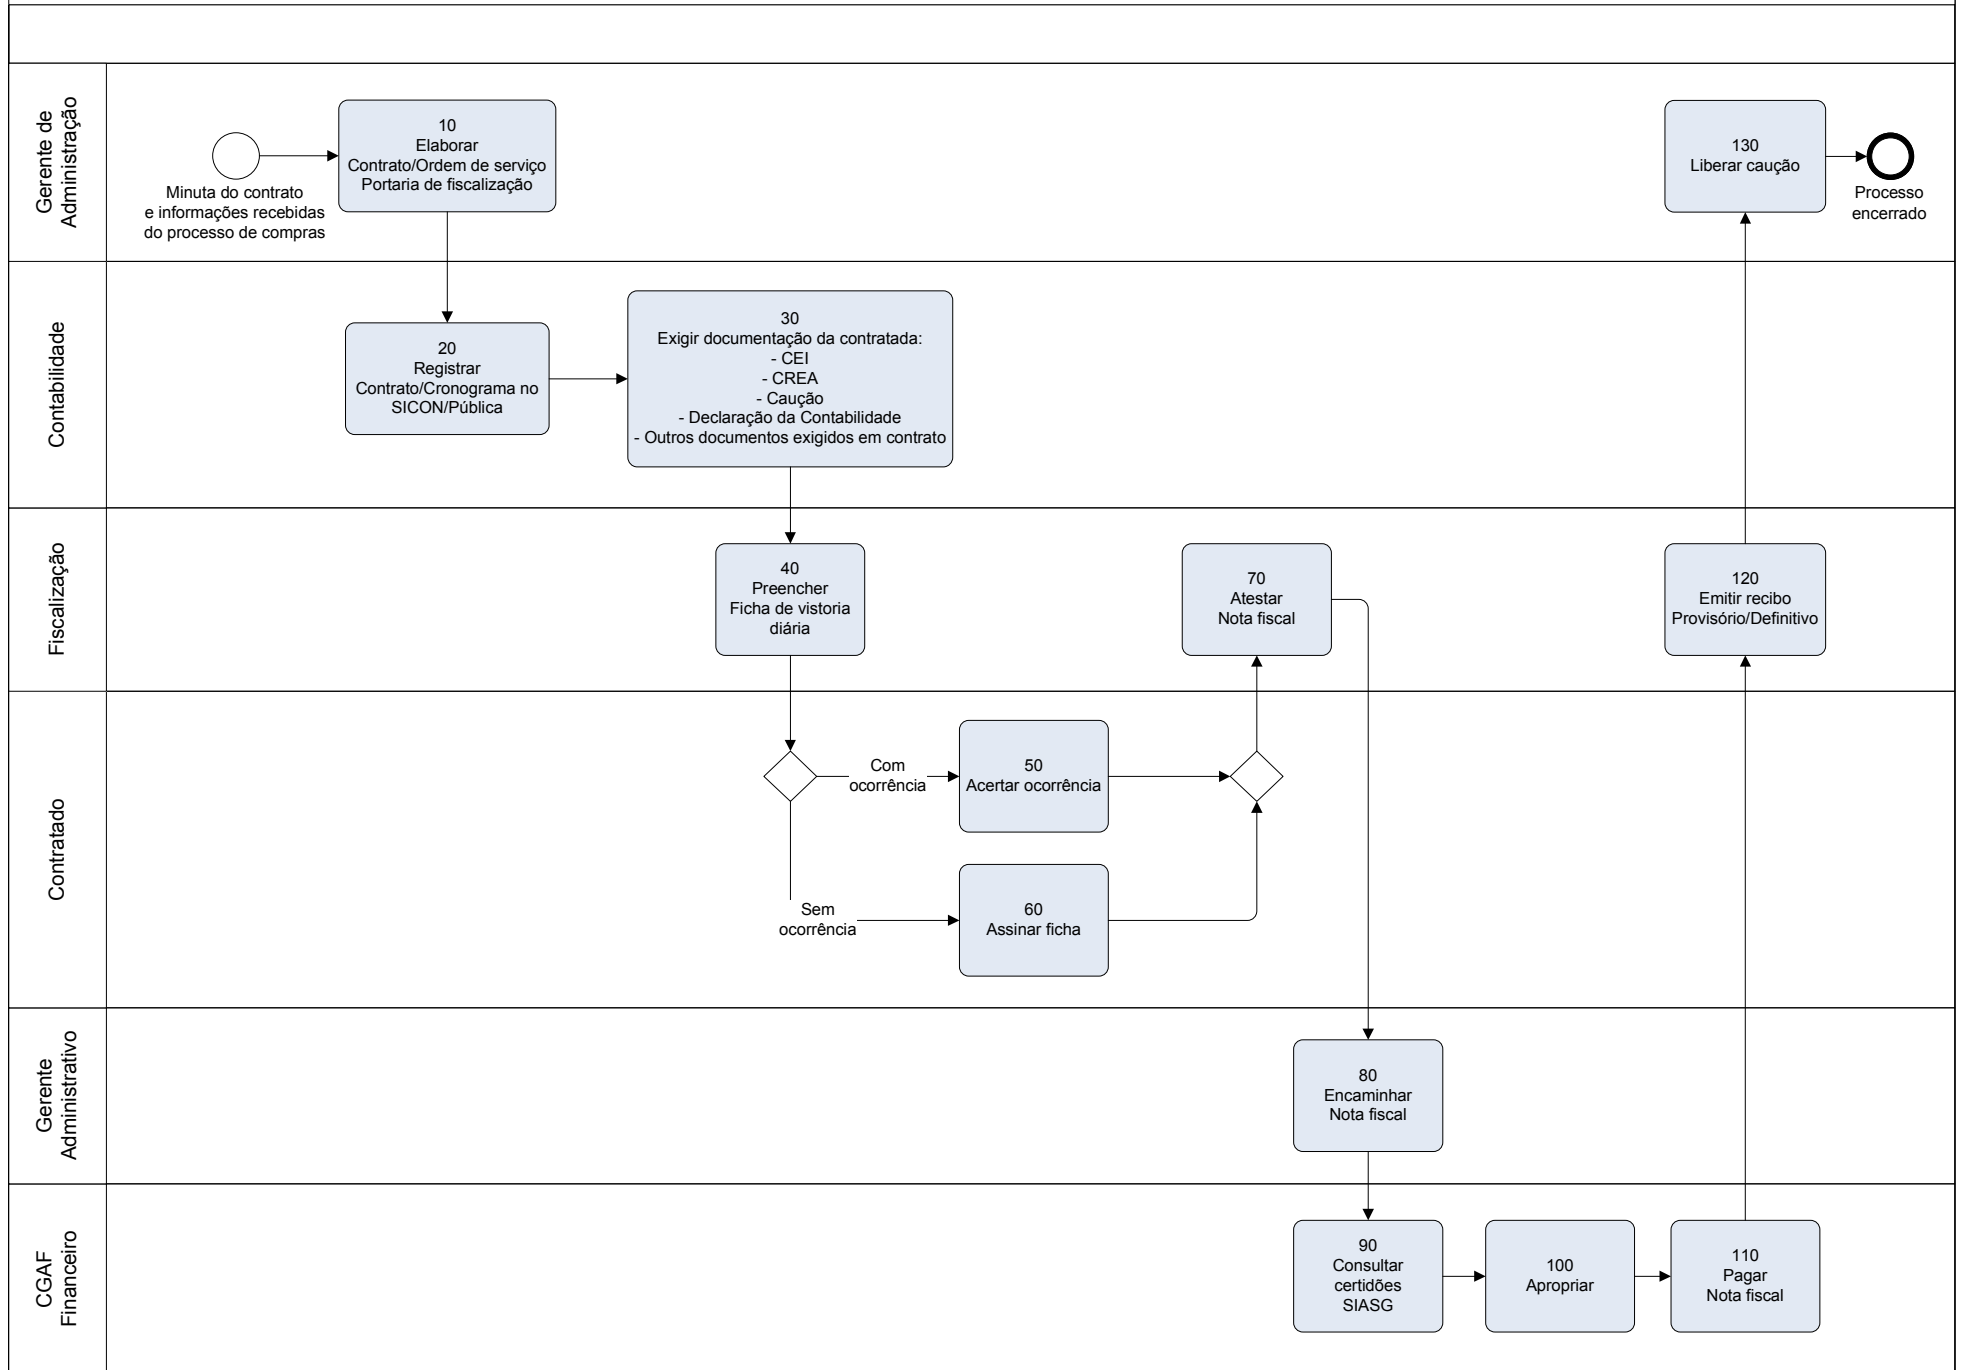 Gerente de
Administração
Minuta do contrato
e informações recebidas
do processo de compras
10
Elaborar
Contrato/Ordem de serviço
Portaria de fiscalização
130
Liberar caução
Processo
encerrado
Contabilidade
20
Registrar
Contrato/Cronograma no
SICON/Pública
30
Exigir documentação da contratada:
- CEI
- CREA
- Caução
- Declaração da Contabilidade
- Outros documentos exigidos em contrato
Fiscalização
40
Preencher
Ficha de vistoria
diária
70
Atestar
Nota fiscal
120
Emitir recibo
Provisório/Definitivo
Contratado
Com
ocorrência
50
Acertar ocorrência
Sem
ocorrência
60
Assinar ficha
Gerente
Administrativo
80
Encaminhar
Nota fiscal
CGAF
Financeiro
90
Consultar
certidões
SIASG
100
Apropriar
110
Pagar
Nota fiscal